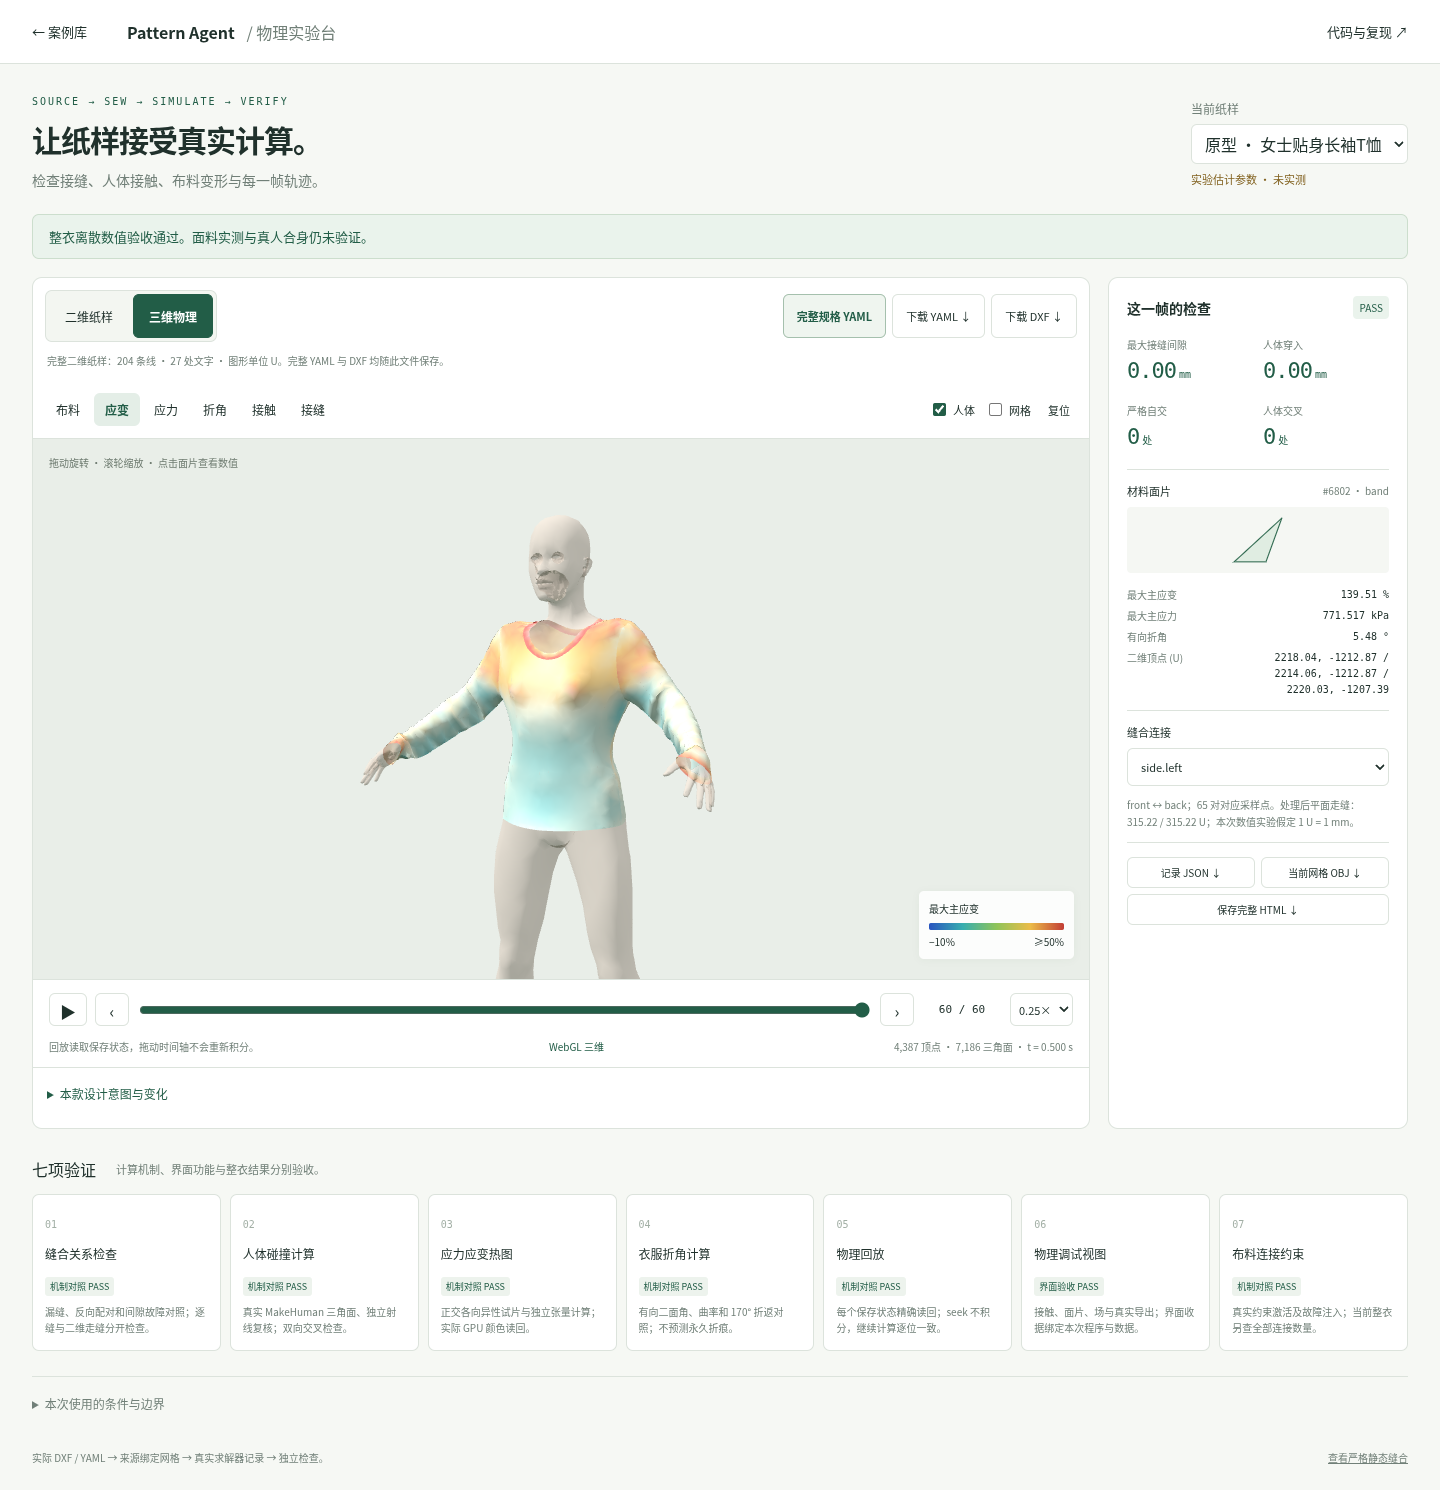 ← 案例库
Pattern Agent / 物理实验台
代码与复现 ↗
SOURCE → SEW → SIMULATE → VERIFY
让纸样接受真实计算。
检查接缝、人体接触、布料变形与每一帧轨迹。
当前纸样
原型 · 女士贴身长袖T恤
实验估计参数 · 未实测
整衣离散数值验收通过。面料实测与真人合身仍未验证。
二维纸样
三维物理
完整规格 YAML
下载 YAML ↓
下载 DXF ↓
完整二维纸样：204 条线 · 27 处文字 · 图形单位 U。完整 YAML 与 DXF 均随此文件保存。
布料
应变
应力
折角
接触
接缝
人体
网格
复位
拖动旋转 · 滚轮缩放 · 点击面片查看数值
最大主应变
−10%
≥50%
▶
‹
›
60 / 60
0.25×
回放读取保存状态，拖动时间轴不会重新积分。
WebGL 三维
4,387 顶点 · 7,186 三角面 · t = 0.500 s
▶ 本款设计意图与变化
这一帧的检查
PASS
最大接缝间隙
人体穿入
0.00 mm
0.00 mm
严格自交
人体交叉
0 处
0 处
材料面片
#6802 · band
最大主应变
139.51 %
最大主应力
771.517 kPa
有向折角
5.48 °
二维顶点 (U)
2218.04, -1212.87 /
2214.06, -1212.87 /
2220.03, -1207.39
缝合连接
side.left
front ↔ back；65 对对应采样点。处理后平面走缝：
315.22 / 315.22 U；本次数值实验假定 1 U = 1 mm。
记录 JSON ↓
当前网格 OBJ ↓
保存完整 HTML ↓
七项验证
计算机制、界面功能与整衣结果分别验收。
01
缝合关系检查
机制对照 PASS
漏缝、反向配对和间隙故障对照；逐
缝与二维走缝分开检查。
02
人体碰撞计算
机制对照 PASS
真实 MakeHuman 三角面、独立射
线复核；双向交叉检查。
03
应力应变热图
机制对照 PASS
正交各向异性试片与独立张量计算；
实际 GPU 颜色读回。
04
衣服折角计算
机制对照 PASS
有向二面角、曲率和 170° 折返对
照；不预测永久折痕。
05
物理回放
机制对照 PASS
每个保存状态精确读回；seek 不积
分，继续计算逐位一致。
06
物理调试视图
界面验收 PASS
接触、面片、场与真实导出；界面收
据绑定本次程序与数据。
07
布料连接约束
机制对照 PASS
真实约束激活及故障注入；当前整衣
另查全部连接数量。
▶ 本次使用的条件与边界
实际 DXF / YAML → 来源绑定网格 → 真实求解器记录 → 独立检查。
查看严格静态缝合